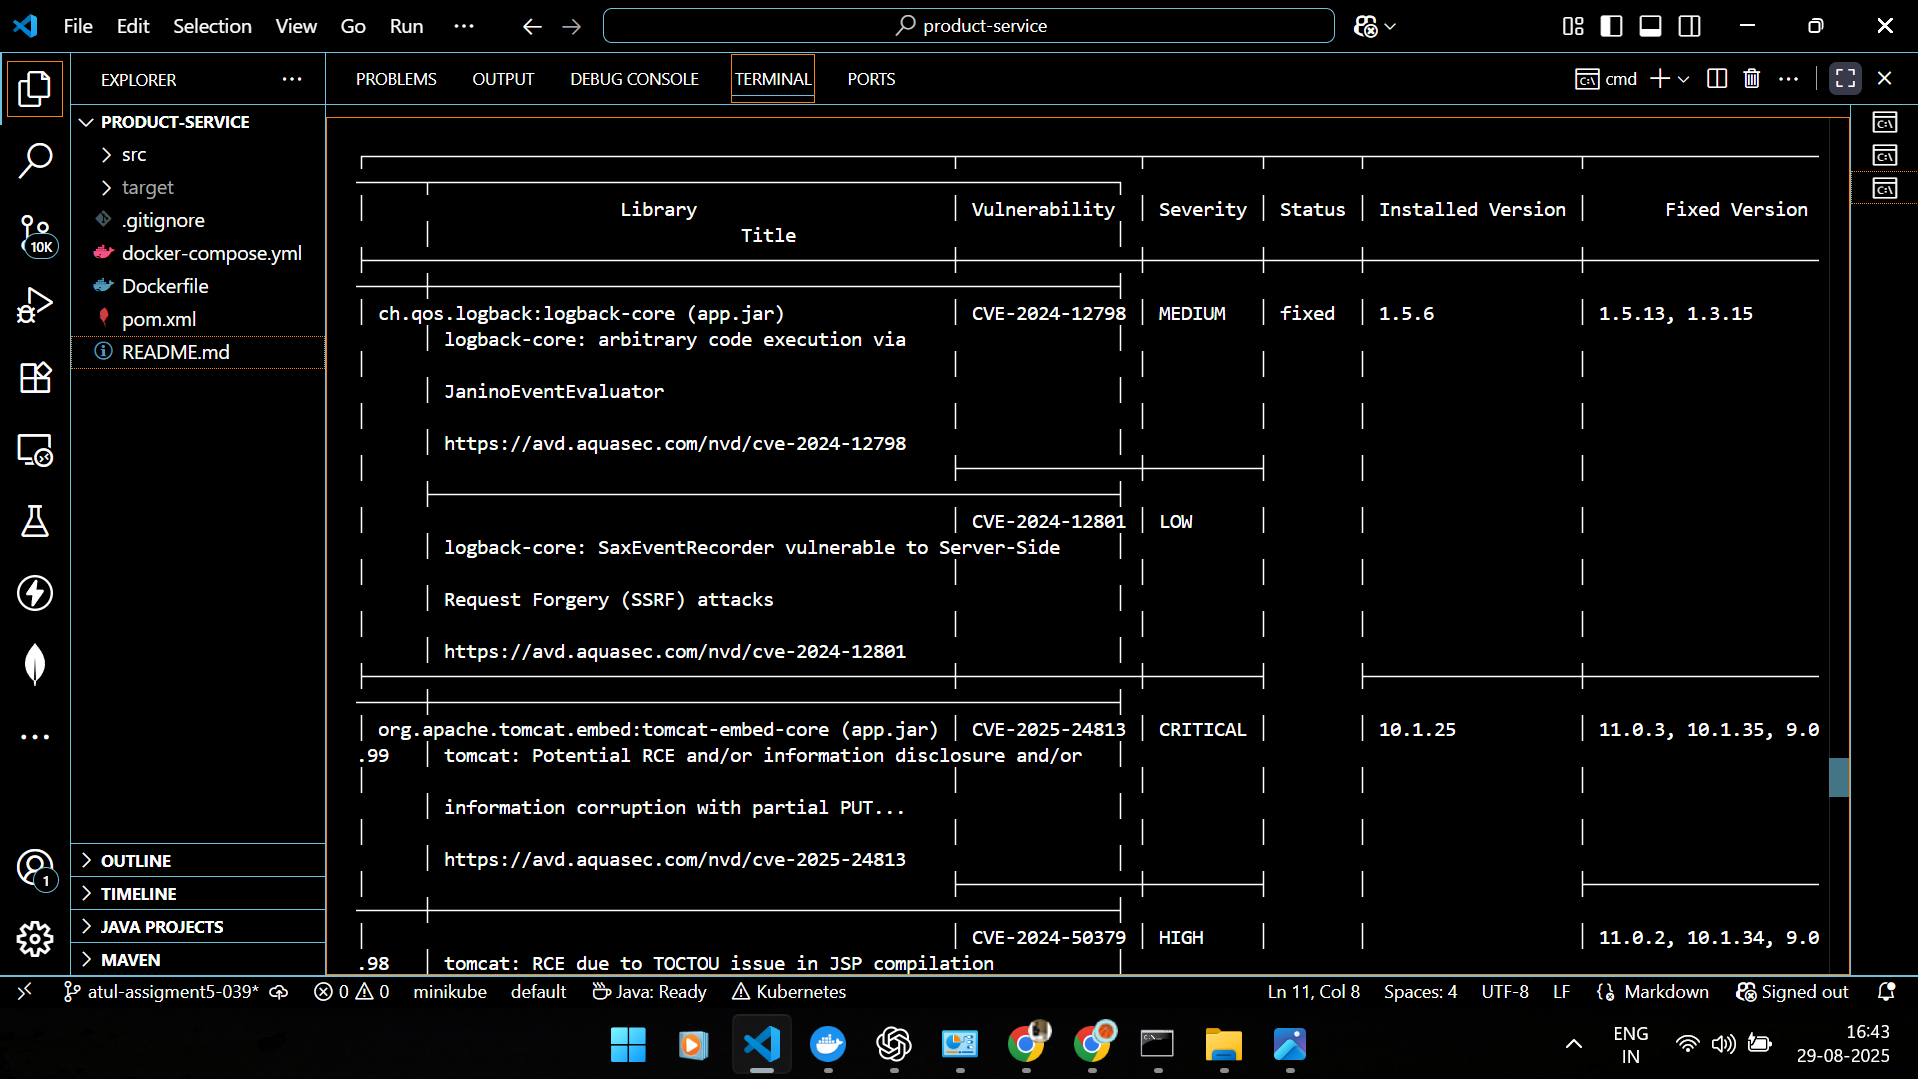 File Edit Selection View Go Run ···
product-service
EXPLORER ···
PROBLEMS OUTPUT DEBUG CONSOLE TERMINAL PORTS
cmd
PRODUCT-SERVICE
src
target
.gitignore
docker-compose.yml
Dockerfile
pom.xml
README.md
10K
1
OUTLINE
TIMELINE
JAVA PROJECTS
MAVEN
Library Vulnerability Severity Status Installed Version Fixed Version
Title
ch.qos.logback:logback-core (app.jar) CVE-2024-12798 MEDIUM fixed 1.5.6 1.5.13, 1.3.15
logback-core: arbitrary code execution via
JaninoEventEvaluator
https://avd.aquasec.com/nvd/cve-2024-12798
CVE-2024-12801 LOW
logback-core: SaxEventRecorder vulnerable to Server-Side
Request Forgery (SSRF) attacks
https://avd.aquasec.com/nvd/cve-2024-12801
org.apache.tomcat.embed:tomcat-embed-core (app.jar) CVE-2025-24813 CRITICAL 10.1.25 11.0.3, 10.1.35, 9.0
.99 tomcat: Potential RCE and/or information disclosure and/or
information corruption with partial PUT...
https://avd.aquasec.com/nvd/cve-2025-24813
CVE-2024-50379 HIGH 11.0.2, 10.1.34, 9.0
.98 tomcat: RCE due to TOCTOU issue in JSP compilation
atul-assigment5-039* 0 0 minikube default Java: Ready Kubernetes Ln 11, Col 8 Spaces: 4 UTF-8 LF Markdown Signed out
ENG
IN
16:43
29-08-2025